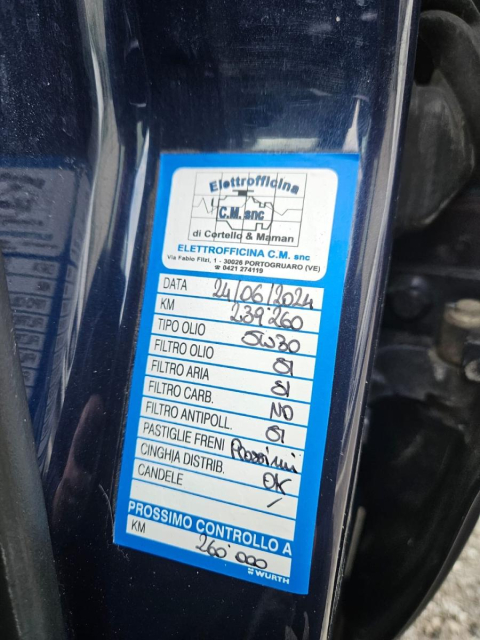 Elettrofficina
C.M. snc
di Cortello & Maman
ELETTROFFICINA C.M. snc
Via Fabio Filzi, 1 - 30026 PORTOGRUARO (VE)
☎ 0421 274119
DATA 24/06/2024
KM 239'260
TIPO OLIO 5W30
FILTRO OLIO SI
FILTRO ARIA SI
FILTRO CARB. NO
FILTRO ANTIPOLL. SI
PASTIGLIE FRENI Prossimi
CINGHIA DISTRIB. OK
CANDELE /
PROSSIMO CONTROLLO A
KM 260'000
WÜRTH